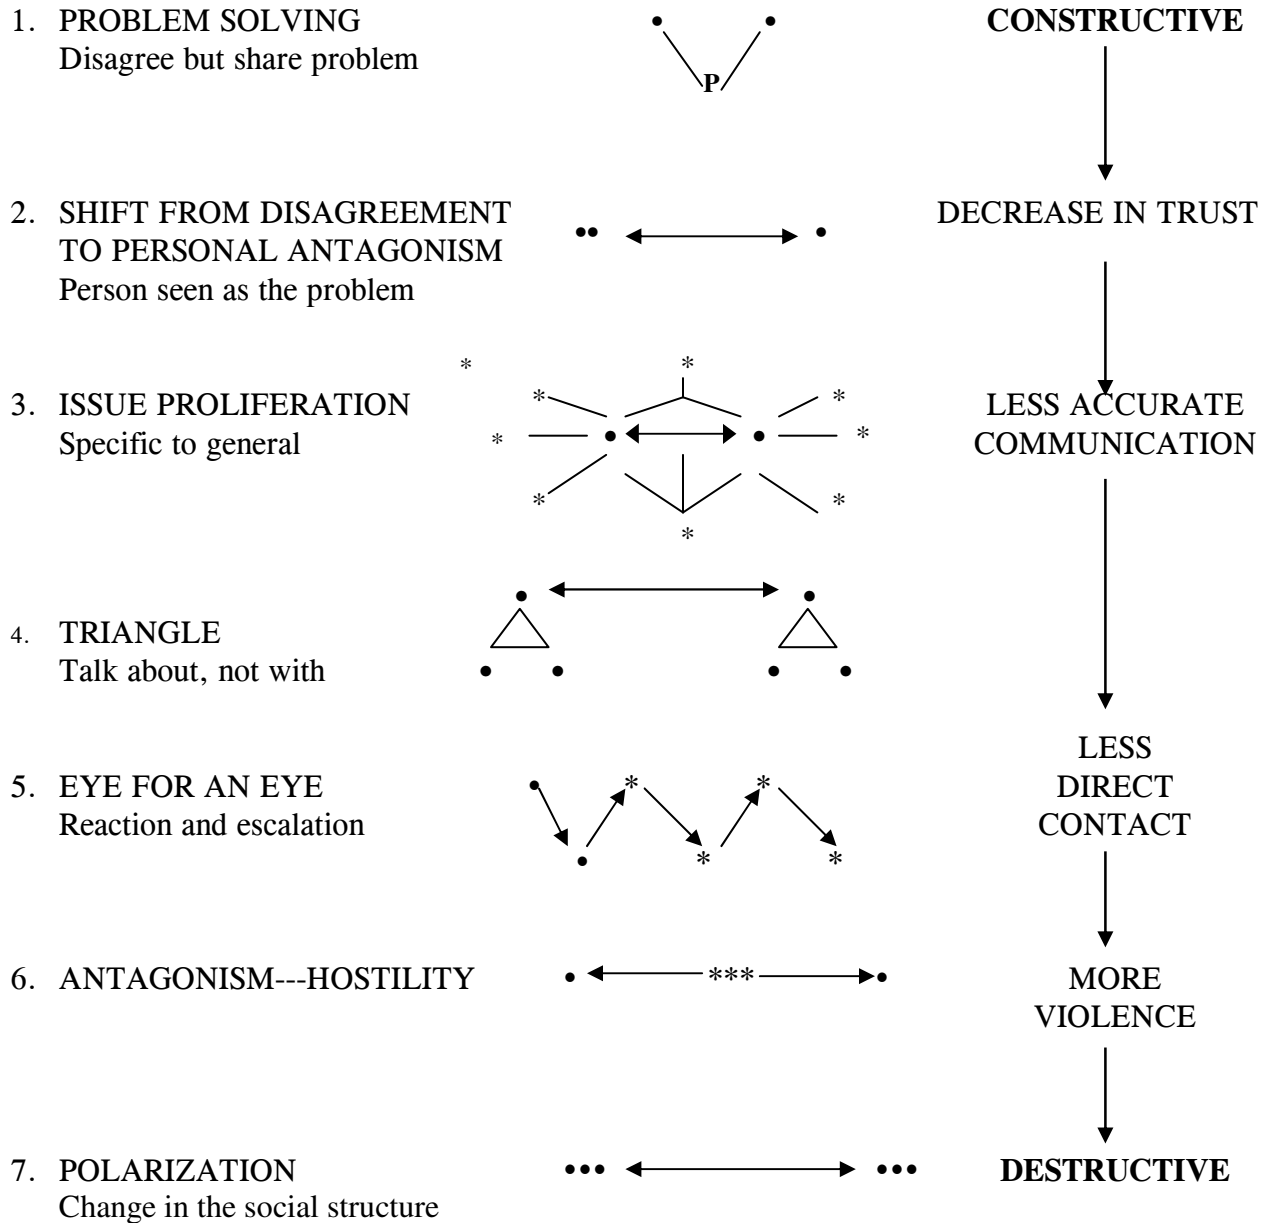 1. PROBLEM SOLVING
Disagree but share problem
P
CONSTRUCTIVE
2. SHIFT FROM DISAGREEMENT
TO PERSONAL ANTAGONISM
Person seen as the problem
DECREASE IN TRUST
3. ISSUE PROLIFERATION
Specific to general
LESS ACCURATE
COMMUNICATION
4. TRIANGLE
Talk about, not with
LESS
DIRECT
CONTACT
5. EYE FOR AN EYE
Reaction and escalation
6. ANTAGONISM---HOSTILITY
***
MORE
VIOLENCE
7. POLARIZATION
Change in the social structure
DESTRUCTIVE